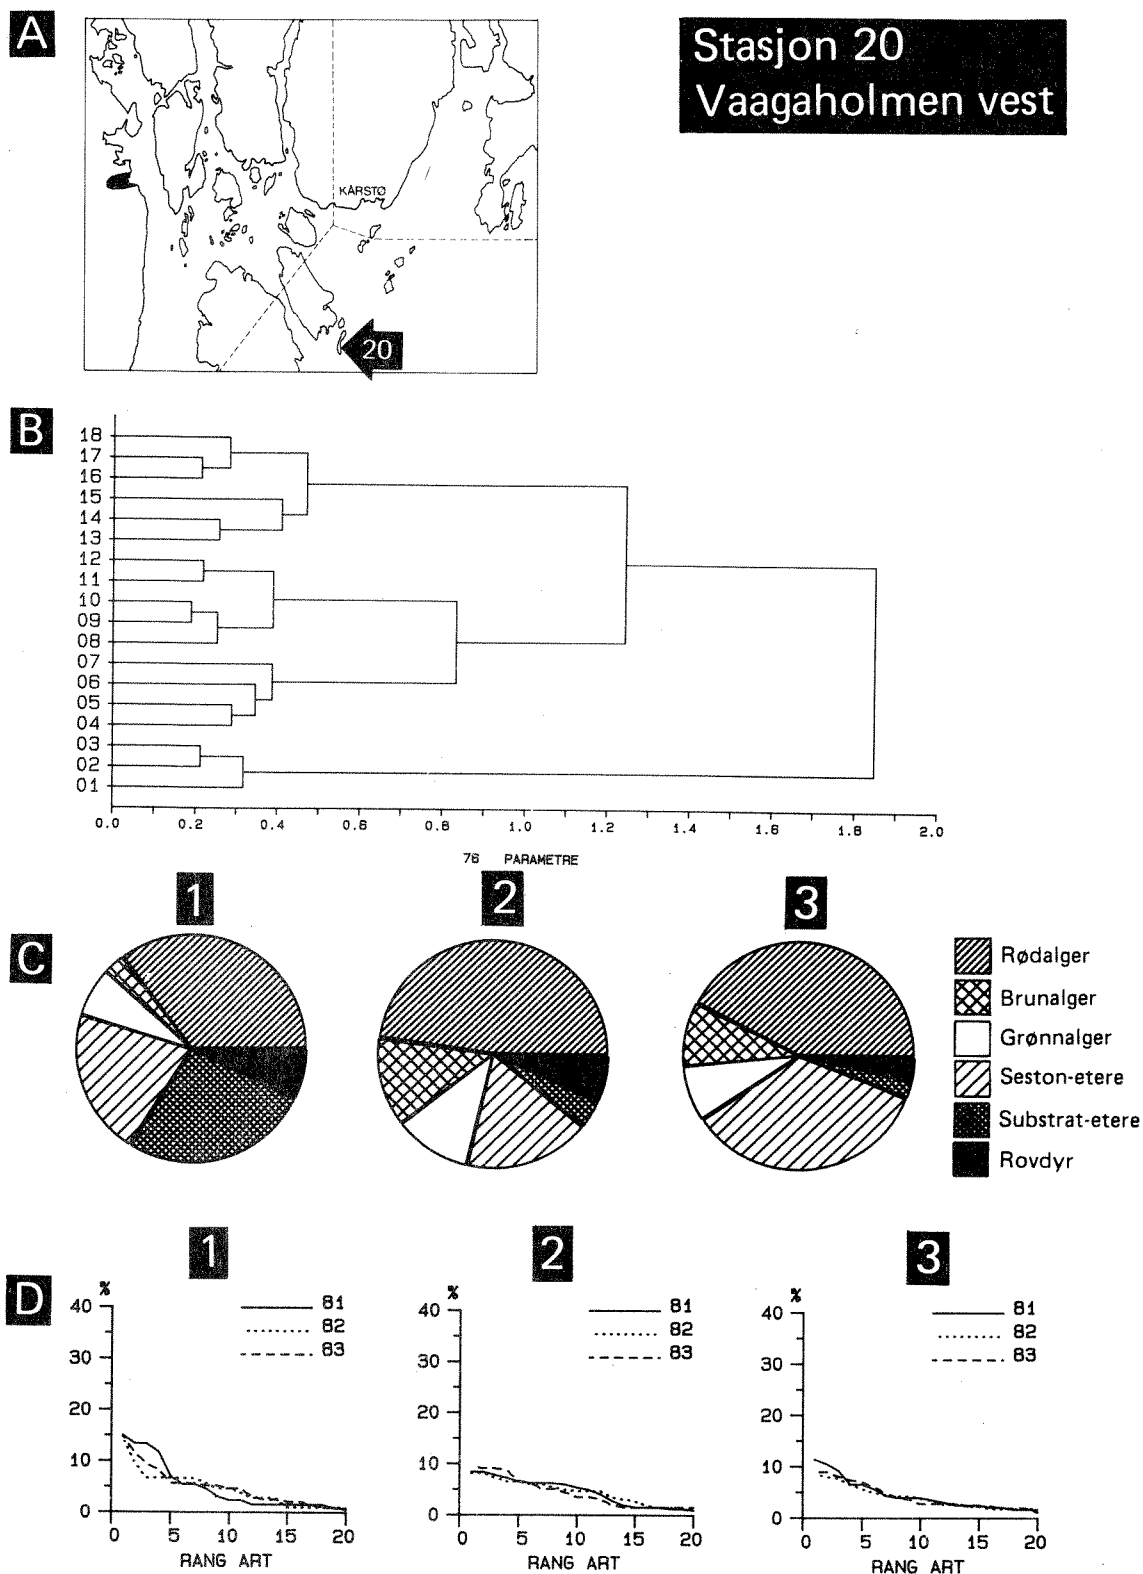 A
Stasjon 20
Vaagaholmen vest
KÅRSTØ
20
B
18
17
16
15
14
13
12
11
10
09
08
07
06
05
04
03
02
01
0.0 0.2 0.4 0.6 0.8 1.0 1.2 1.4 1.6 1.8 2.0
76 PARAMETRE
C
1 2 3
Rødalger
Brunalger
Grønnalger
Seston-etere
Substrat-etere
Rovdyr
D
1
%
81
82
83
40
30
20
10
0
0 5 10 15 20
RANG ART
2
%
81
82
83
40
30
20
10
0
0 5 10 15 20
RANG ART
3
%
81
82
83
40
30
20
10
0
0 5 10 15 20
RANG ART